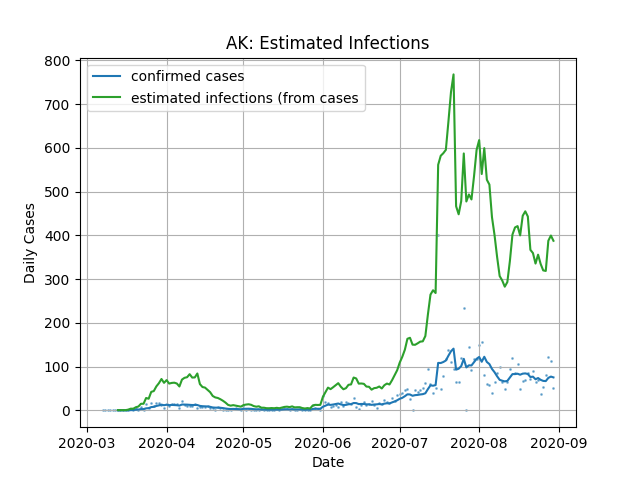 AK: Estimated Infections
confirmed cases
estimated infections (from cases
800
700
600
500
400
300
200
100
0
Daily Cases
2020-03 2020-04 2020-05 2020-06 2020-07 2020-08 2020-09
Date